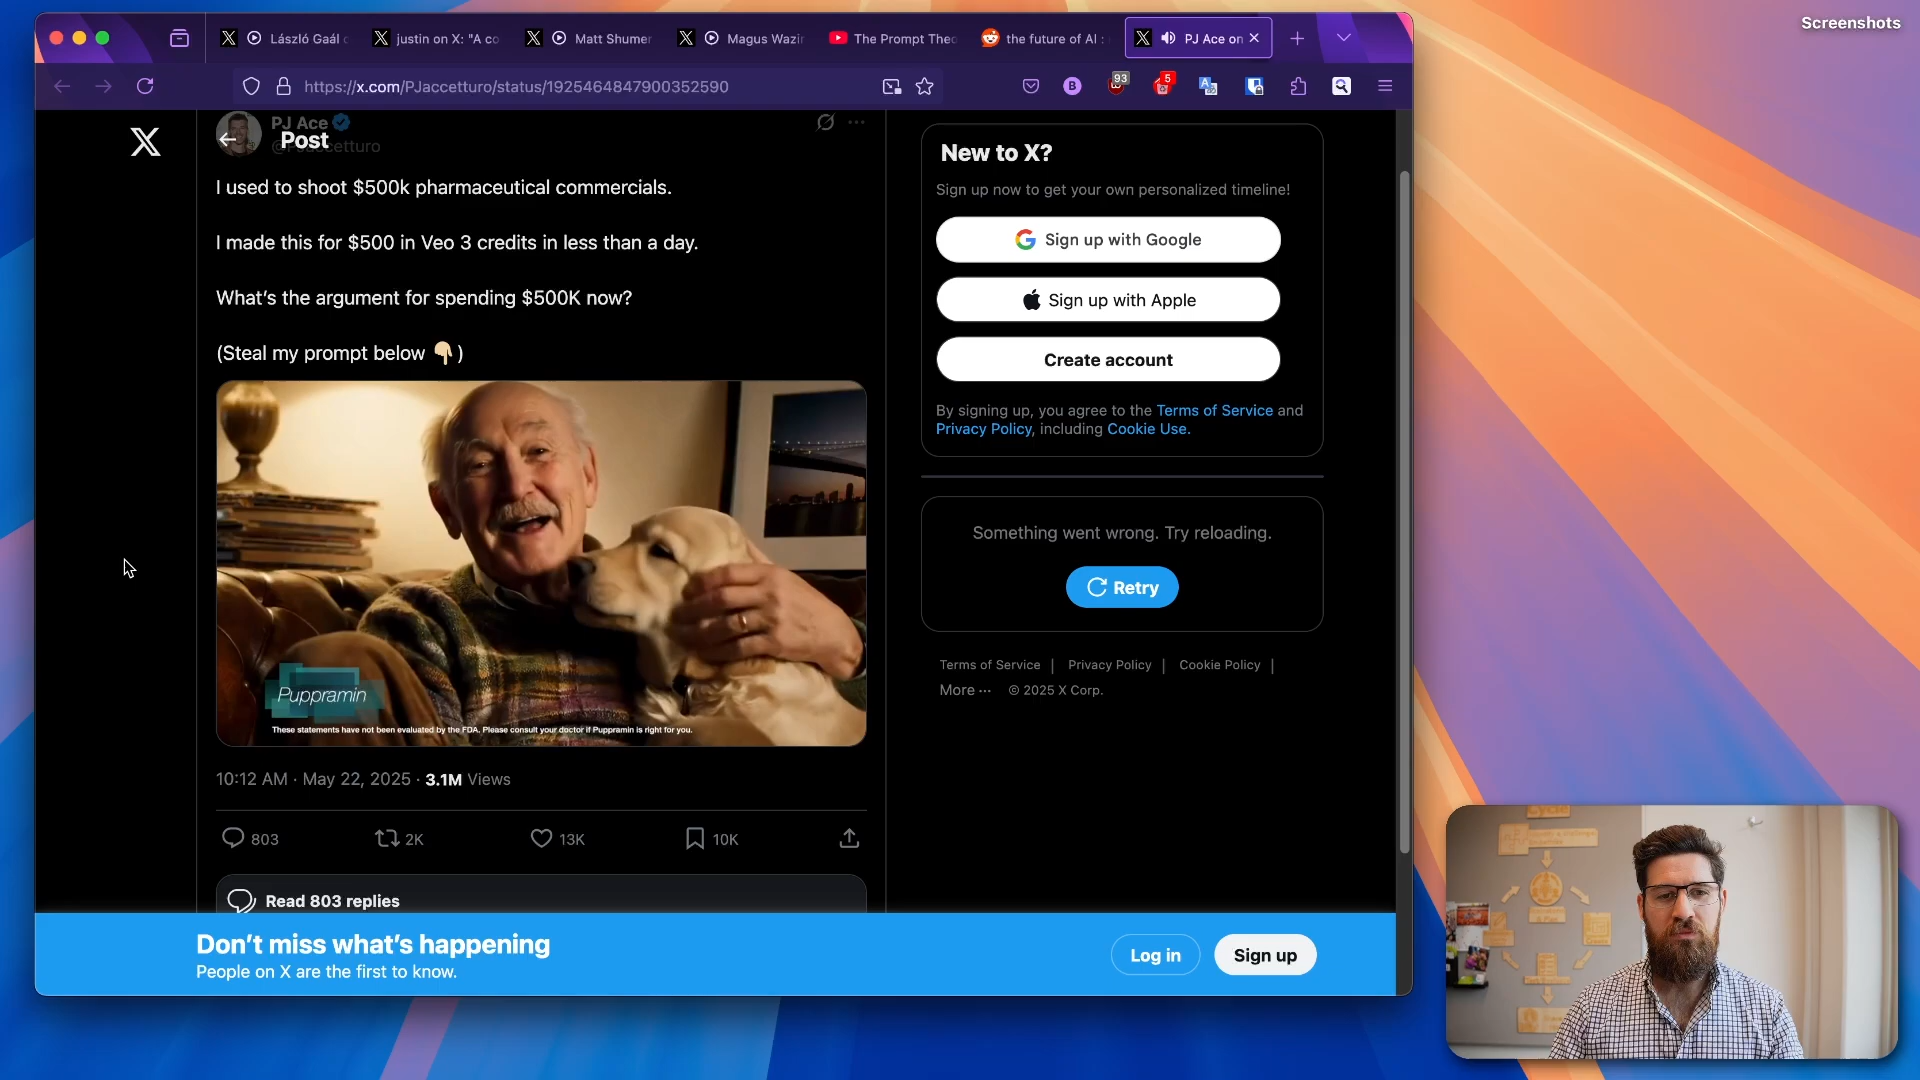 Screenshots
László Gaál
justin on X: "A co
Matt Shumer
Magus Wazir
The Prompt Theo
the future of AI :
PJ Ace on
https://x.com/PJaccetturo/status/1925464847900352590
93
5
PJ Ace
Post
I used to shoot $500k pharmaceutical commercials.
I made this for $500 in Veo 3 credits in less than a day.
What's the argument for spending $500K now?
(Steal my prompt below 👇🏼)
Puppramin
These statements have not been evaluated by the FDA. Please consult your doctor if Puppramin is right for you.
10:12 AM · May 22, 2025 · 3.1M Views
803
2K
13K
10K
Read 803 replies
New to X?
Sign up now to get your own personalized timeline!
Sign up with Google
Sign up with Apple
Create account
By signing up, you agree to the Terms of Service and
Privacy Policy, including Cookie Use.
Something went wrong. Try reloading.
Retry
Terms of Service | Privacy Policy | Cookie Policy |
More ··· © 2025 X Corp.
Don't miss what's happening
People on X are the first to know.
Log in
Sign up